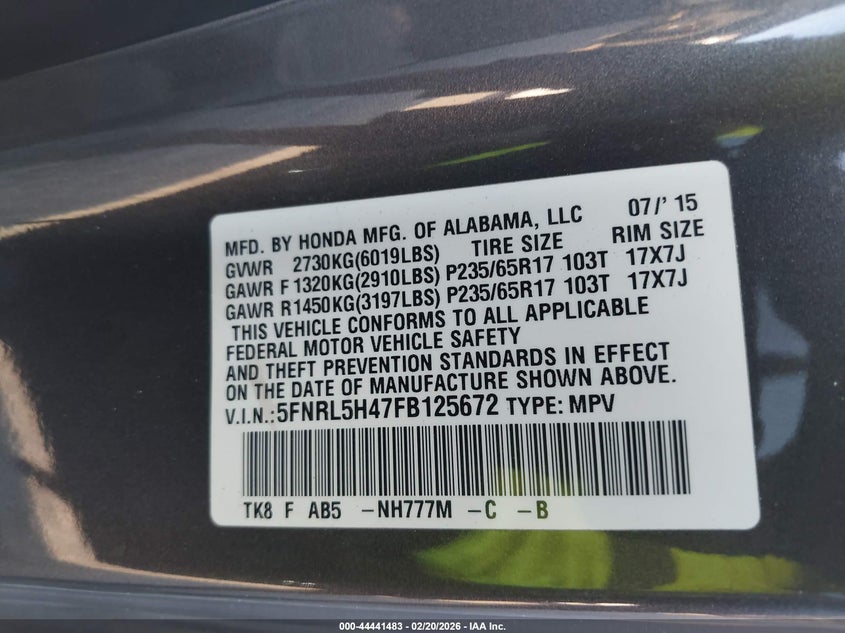 MFD. BY HONDA MFG. OF ALABAMA, LLC 07/' 15
GVWR 2730KG(6019LBS) TIRE SIZE RIM SIZE
GAWR F 1320KG(2910LBS) P235/65R17 103T 17X7J
GAWR R1450KG(3197LBS) P235/65R17 103T 17X7J
THIS VEHICLE CONFORMS TO ALL APPLICABLE
FEDERAL MOTOR VEHICLE SAFETY
AND THEFT PREVENTION STANDARDS IN EFFECT
ON THE DATE OF MANUFACTURE SHOWN ABOVE.
V.I.N.:5FNRL5H47FB125672 TYPE: MPV
TK8 F AB5 -NH777M -C -B
000-44441483 - 02/20/2026 - IAA Inc.